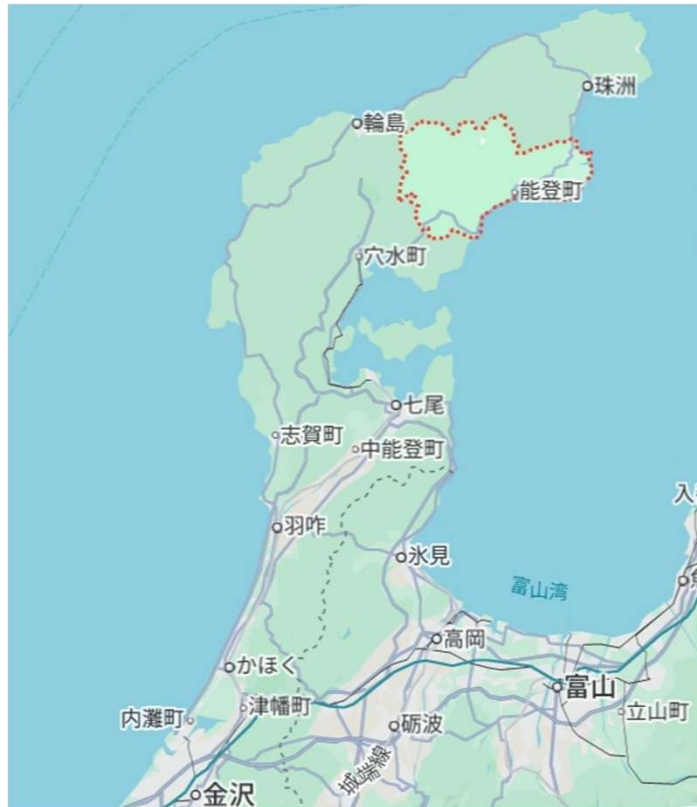 珠洲
輪島
能登町
穴水町
七尾
志賀町
中能登町
羽咋
氷見
富山湾
高岡
かほく
富山
津幡町
内灘町
砺波
立山町
城端線
金沢